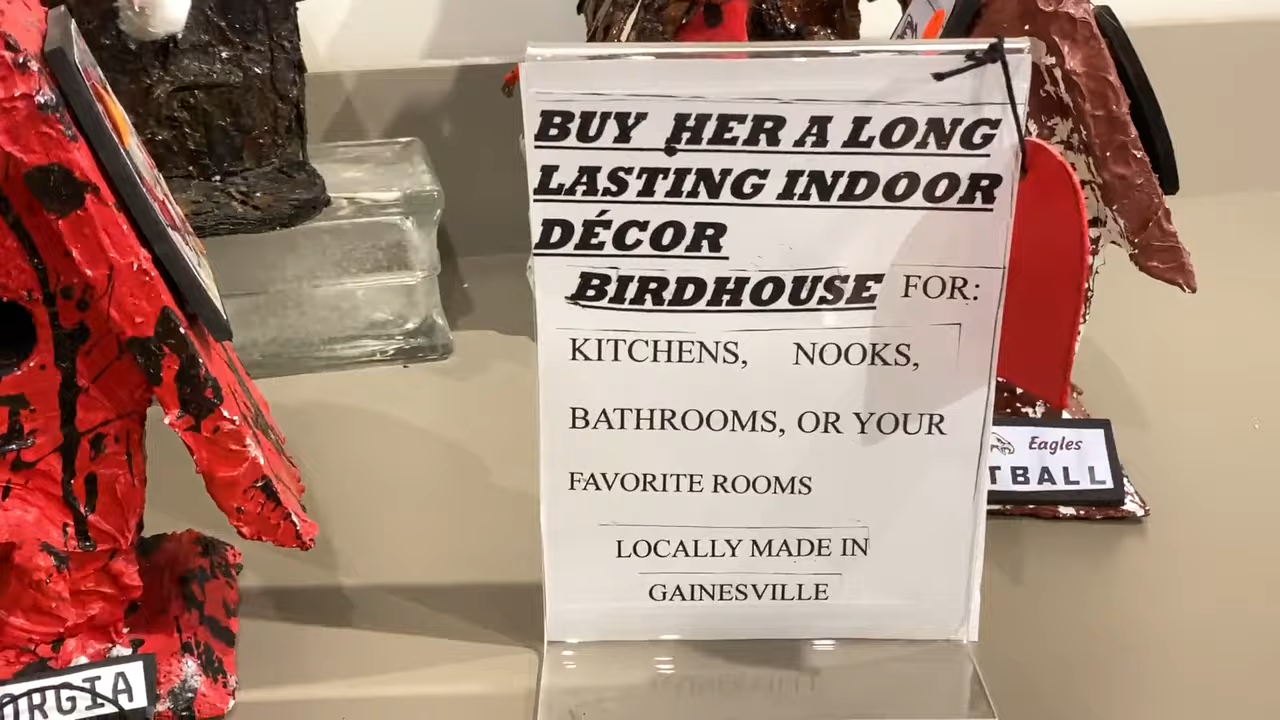 BUY HER A LONG
LASTING INDOOR
DÉCOR
BIRDHOUSE FOR:
KITCHENS, NOOKS,
BATHROOMS, OR YOUR
FAVORITE ROOMS
LOCALLY MADE IN
GAINESVILLE
Eagles
TBALL
ORGIA